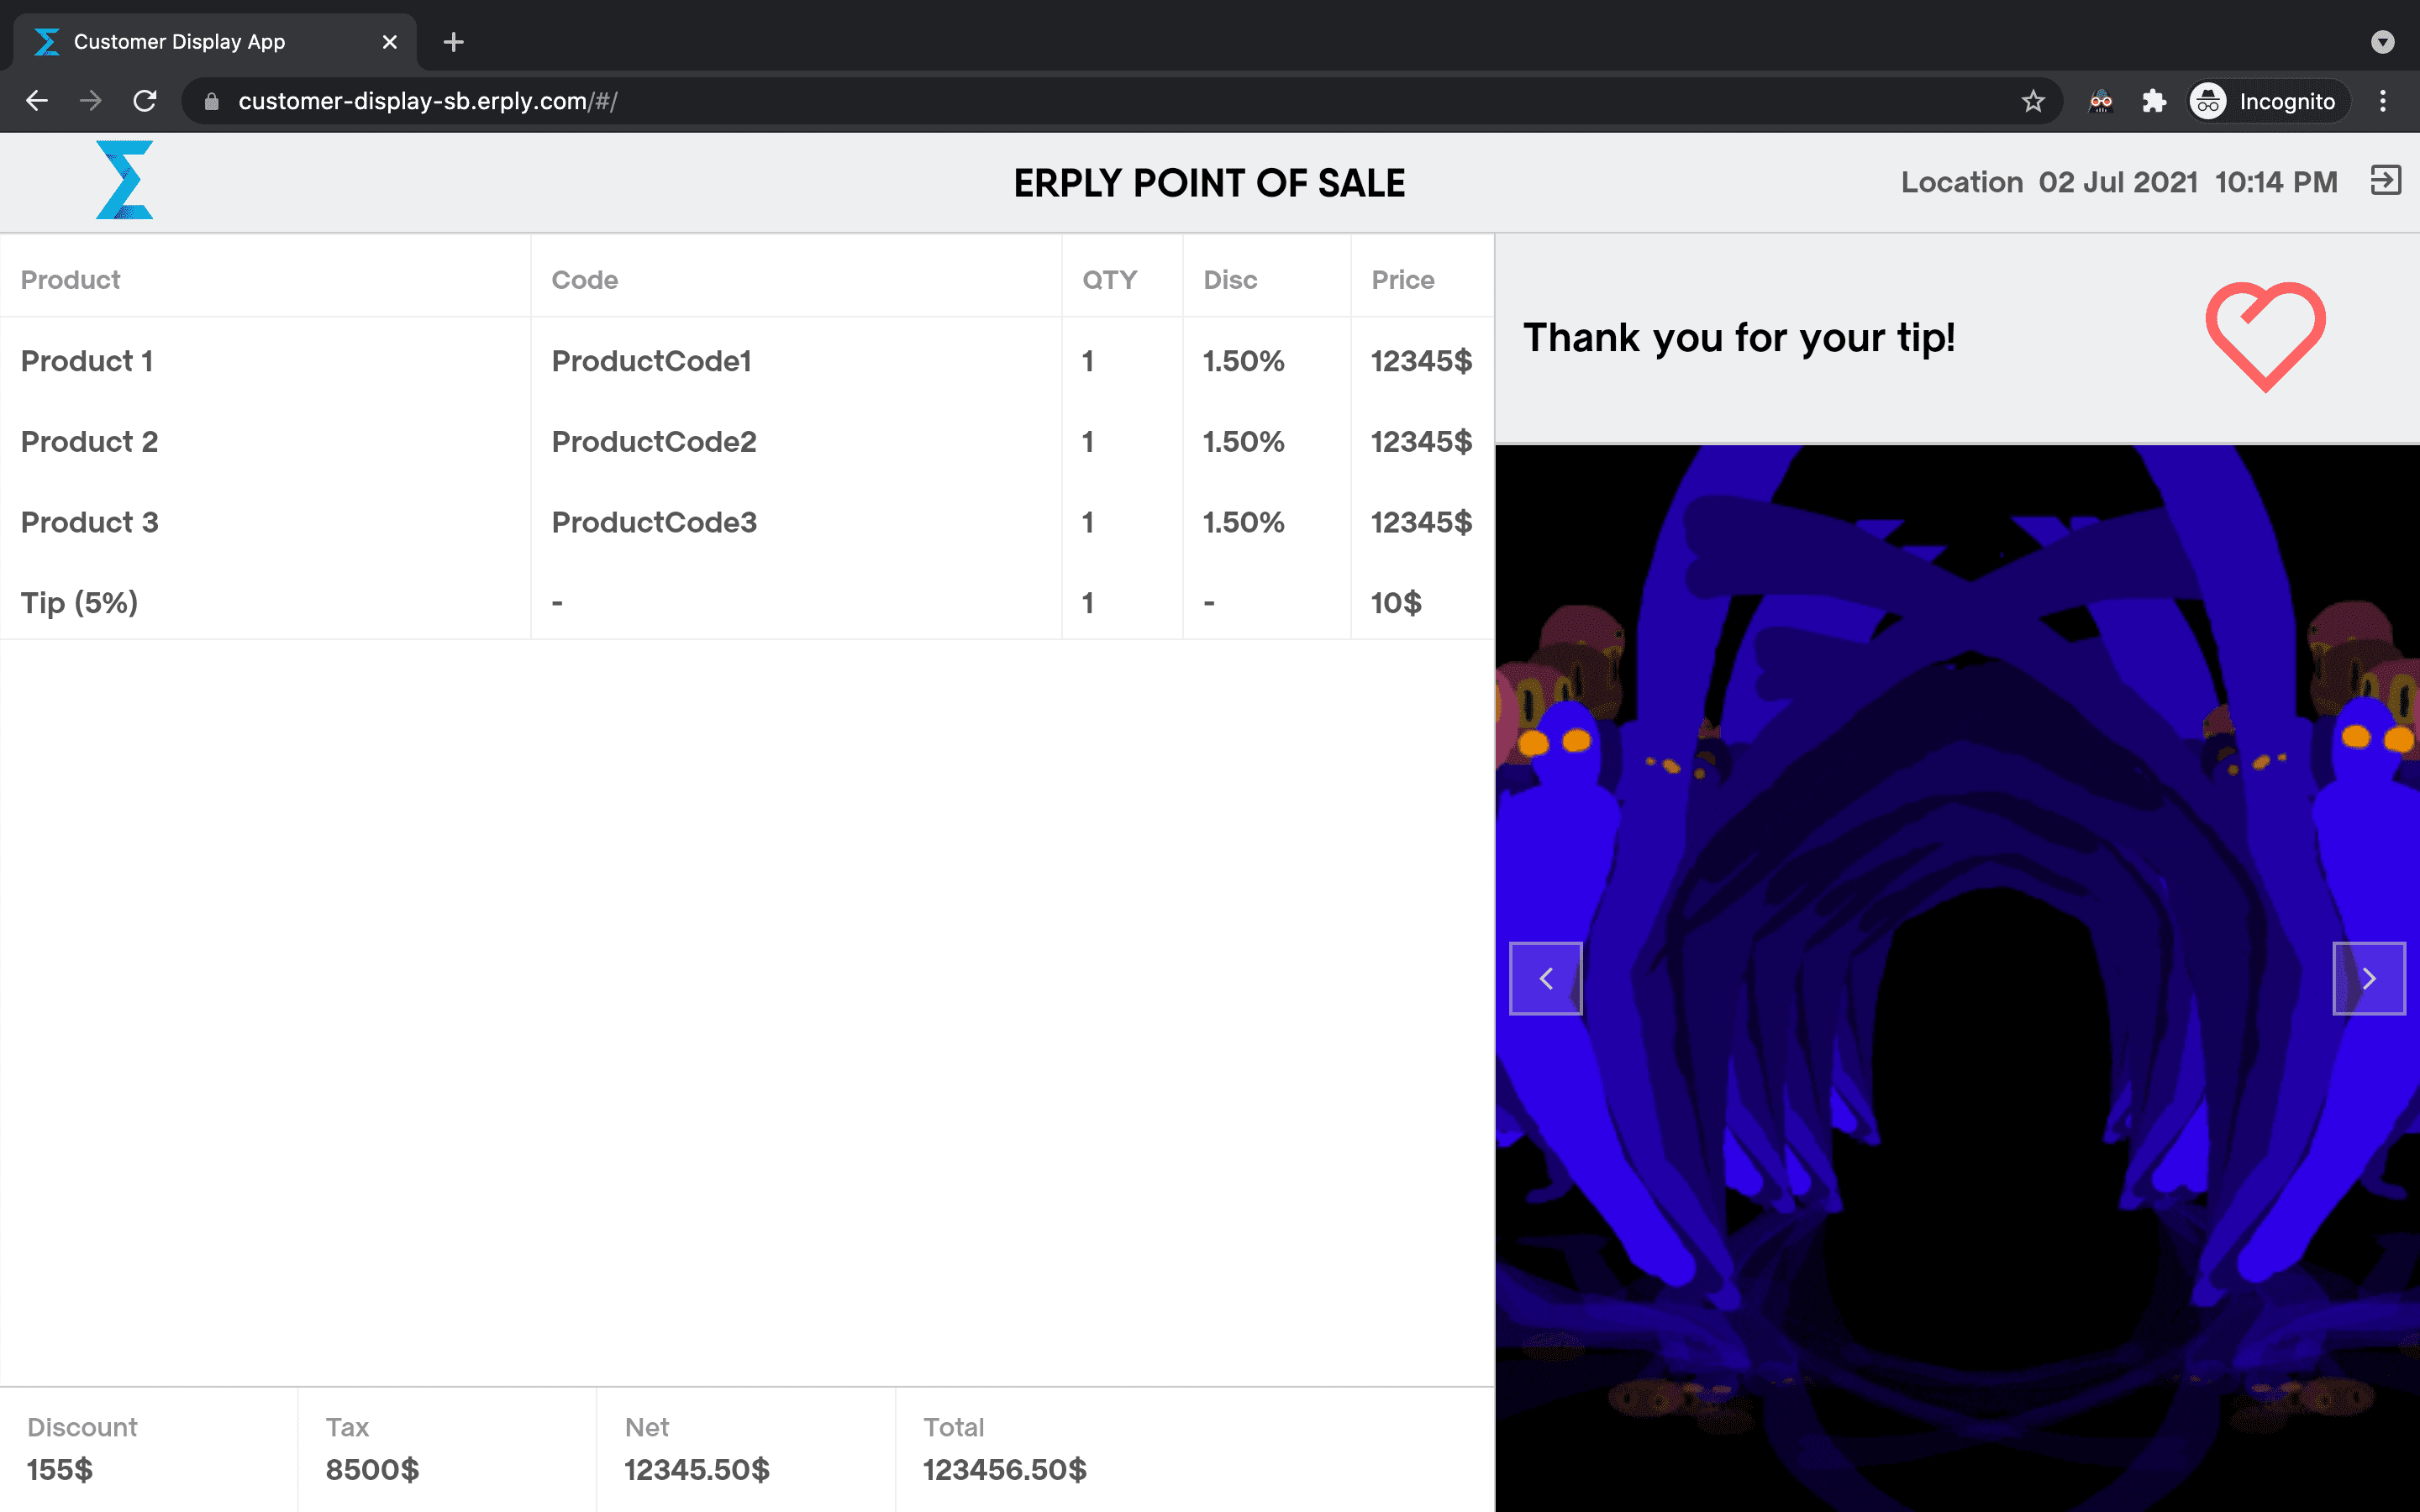 Customer Display App
customer-display-sb.erply.com/#/
Incognito
ERPLY POINT OF SALE
Location 02 Jul 2021 10:14 PM
Product Code QTY Disc Price
Product 1 ProductCode1 1 1.50% 12345$
Product 2 ProductCode2 1 1.50% 12345$
Product 3 ProductCode3 1 1.50% 12345$
Tip (5%) - 1 - 10$
Thank you for your tip!
Discount Tax Net Total
155$ 8500$ 12345.50$ 123456.50$